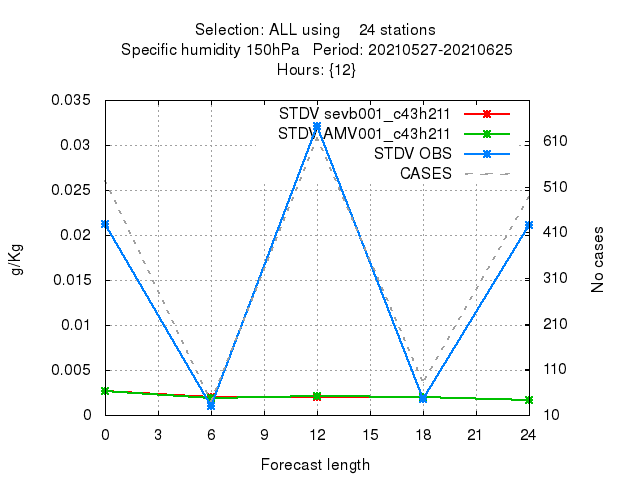 Selection: ALL using    24 stations
Specific humidity 150hPa   Period: 20210527-20210625
Hours: {12}
STDV sevb001_c43h211
STDV AMV001_c43h211
STDV OBS
CASES
g/Kg
0.035
0.03
0.025
0.02
0.015
0.01
0.005
0
610
510
410
310
210
110
10
No cases
0 3 6 9 12 15 18 21 24
Forecast length